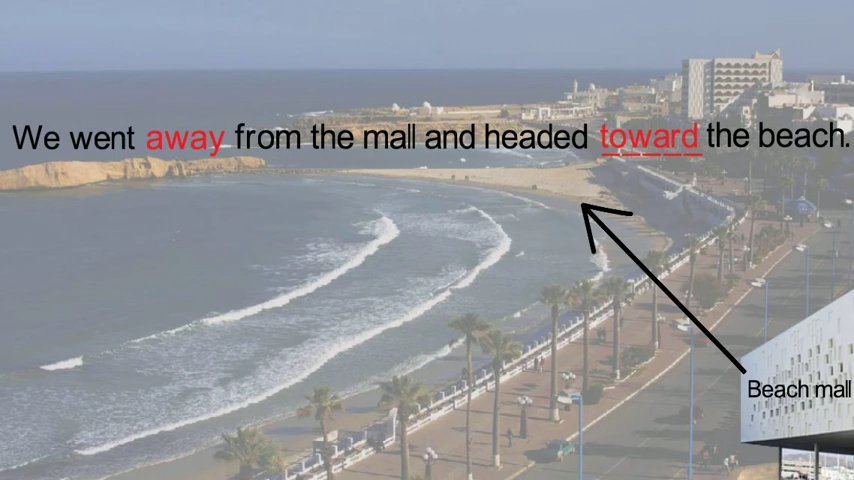 We went away from the mall and headed toward the beach.
Beach mall